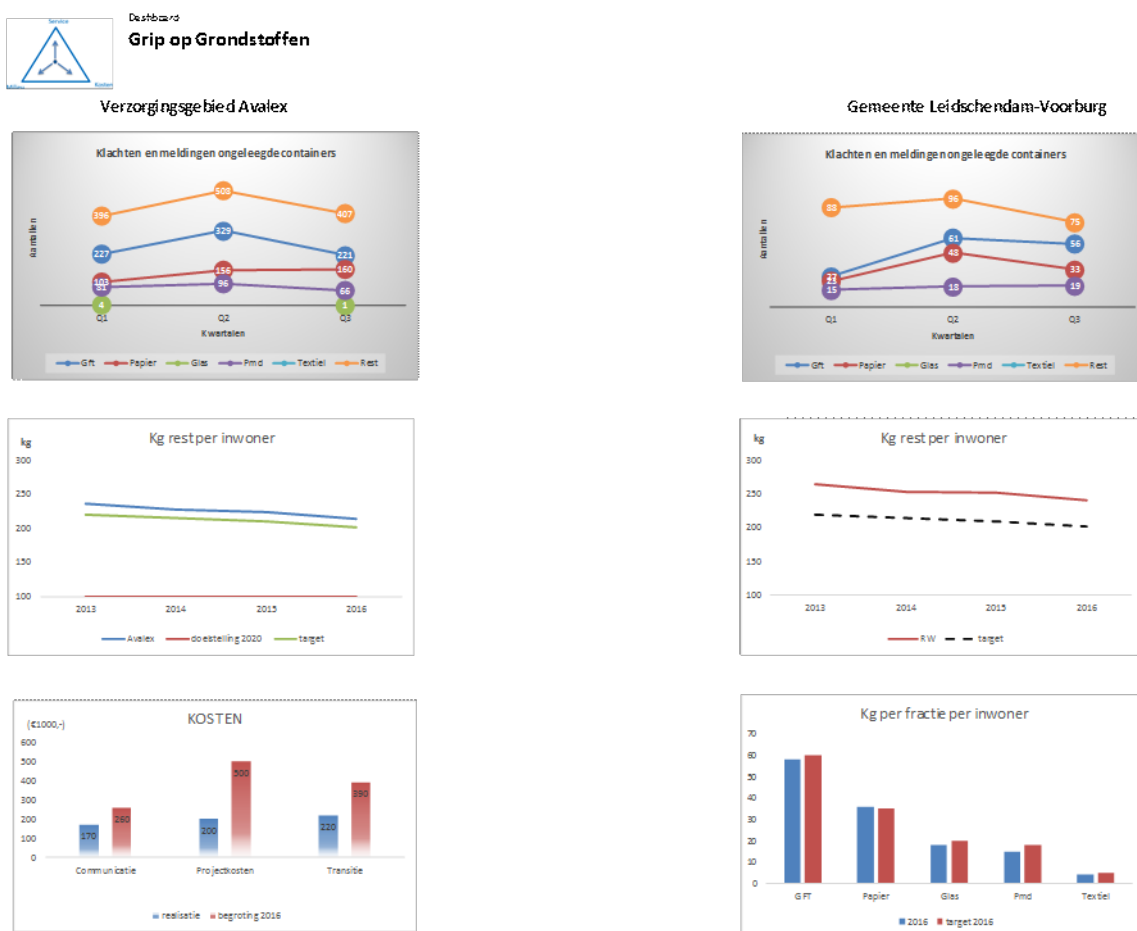 Dashboard
Grip op Grondstoffen
Service
Milieu
Kosten
Verzorgingsgebied Avalex
Klachten en meldingen ongeleegde containers
Aantallen
396
508
407
227
329
221
103
156
160
81
96
66
4
1
Q1 Q2 Q3
Kwartalen
Gft Papier Glas Pmd Textiel Rest
Gemeente Leidschendam-Voorburg
Klachten en meldingen ongeleegde containers
Aantallen
88
96
75
27
61
56
48
33
15
18
19
Q1 Q2 Q3
Kwartalen
Gft Papier Glas Pmd Textiel Rest
Kg rest per inwoner
kg
300
250
200
150
100
2013 2014 2015 2016
Avalex doelstelling 2020 target
Kg rest per inwoner
kg
300
250
200
150
100
2013 2014 2015 2016
RW target
KOSTEN
(€1000,-)
600
500
400
300
200
100
0
170
260
200
500
220
390
Communicatie Projectkosten Transitie
realisatie begroting 2016
Kg per fractie per inwoner
70
60
50
40
30
20
10
0
GFT Papier Glas Pmd Textiel
2016 target 2016